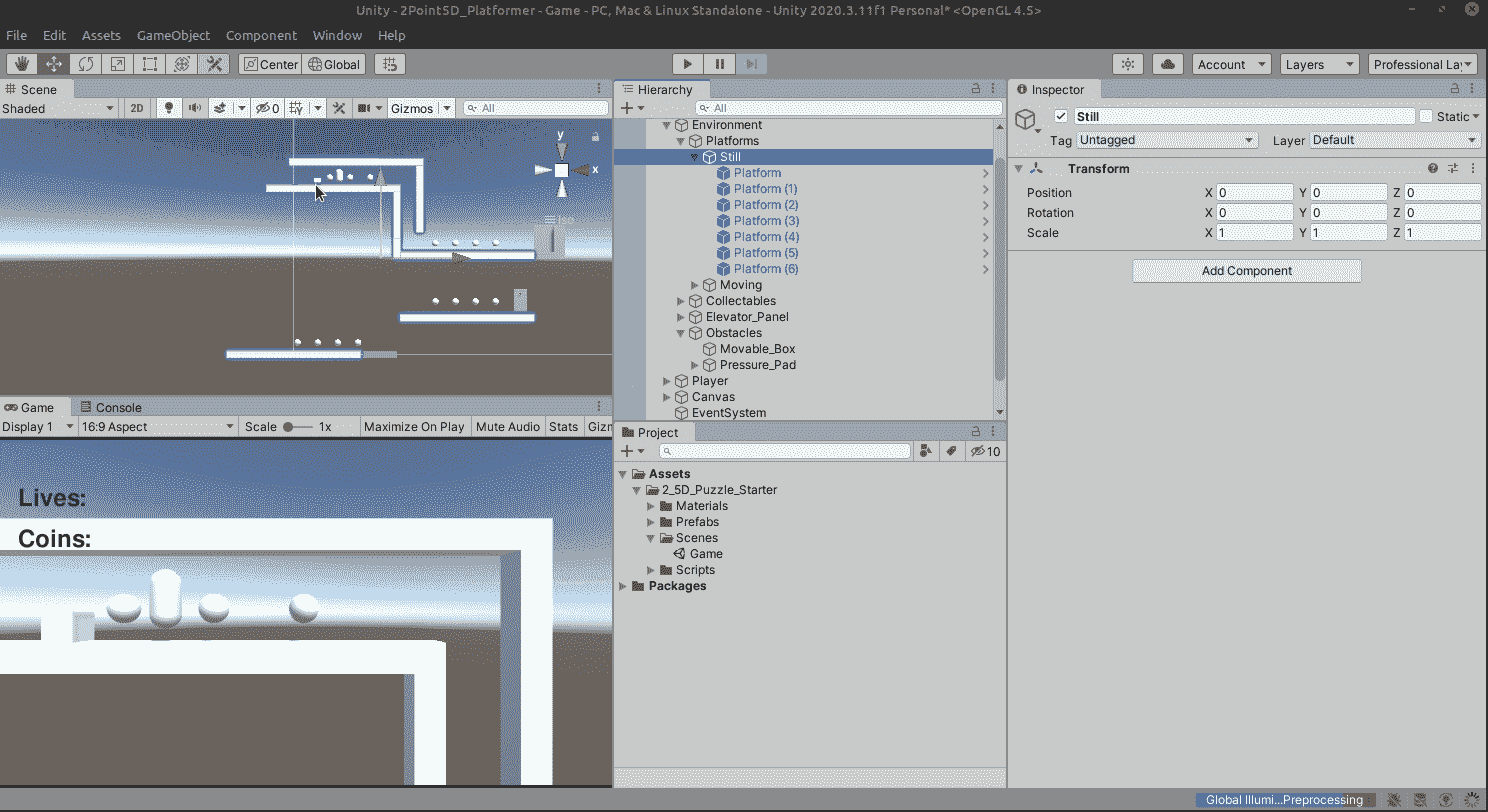 Unity - 2Point5D_Platformer - Game - PC, Mac & Linux Standalone - Unity 2020.3.11f1 Personal* <OpenGL 4.5>
File Edit Assets GameObject Component Window Help
Center Global Account Layers Professional La
Scene
Shaded 2D 0 Gizmos All
y
x
Iso
Game Console
Display 1 16:9 Aspect Scale 1x Maximize On Play Mute Audio Stats Gizn
Lives:
Coins:
Hierarchy
All
Environment
Platforms
Still
Platform
Platform (1)
Platform (2)
Platform (3)
Platform (4)
Platform (5)
Platform (6)
Moving
Collectables
Elevator_Panel
Obstacles
Movable_Box
Pressure_Pad
Player
Canvas
EventSystem
Project
10
Assets
2_5D_Puzzle_Starter
Materials
Prefabs
Scenes
Game
Scripts
Packages
Inspector
Still Static
Tag Untagged Layer Default
Transform
Position X 0 Y 0 Z 0
Rotation X 0 Y 0 Z 0
Scale X 1 Y 1 Z 1
Add Component
Global Illumi...Preprocessing